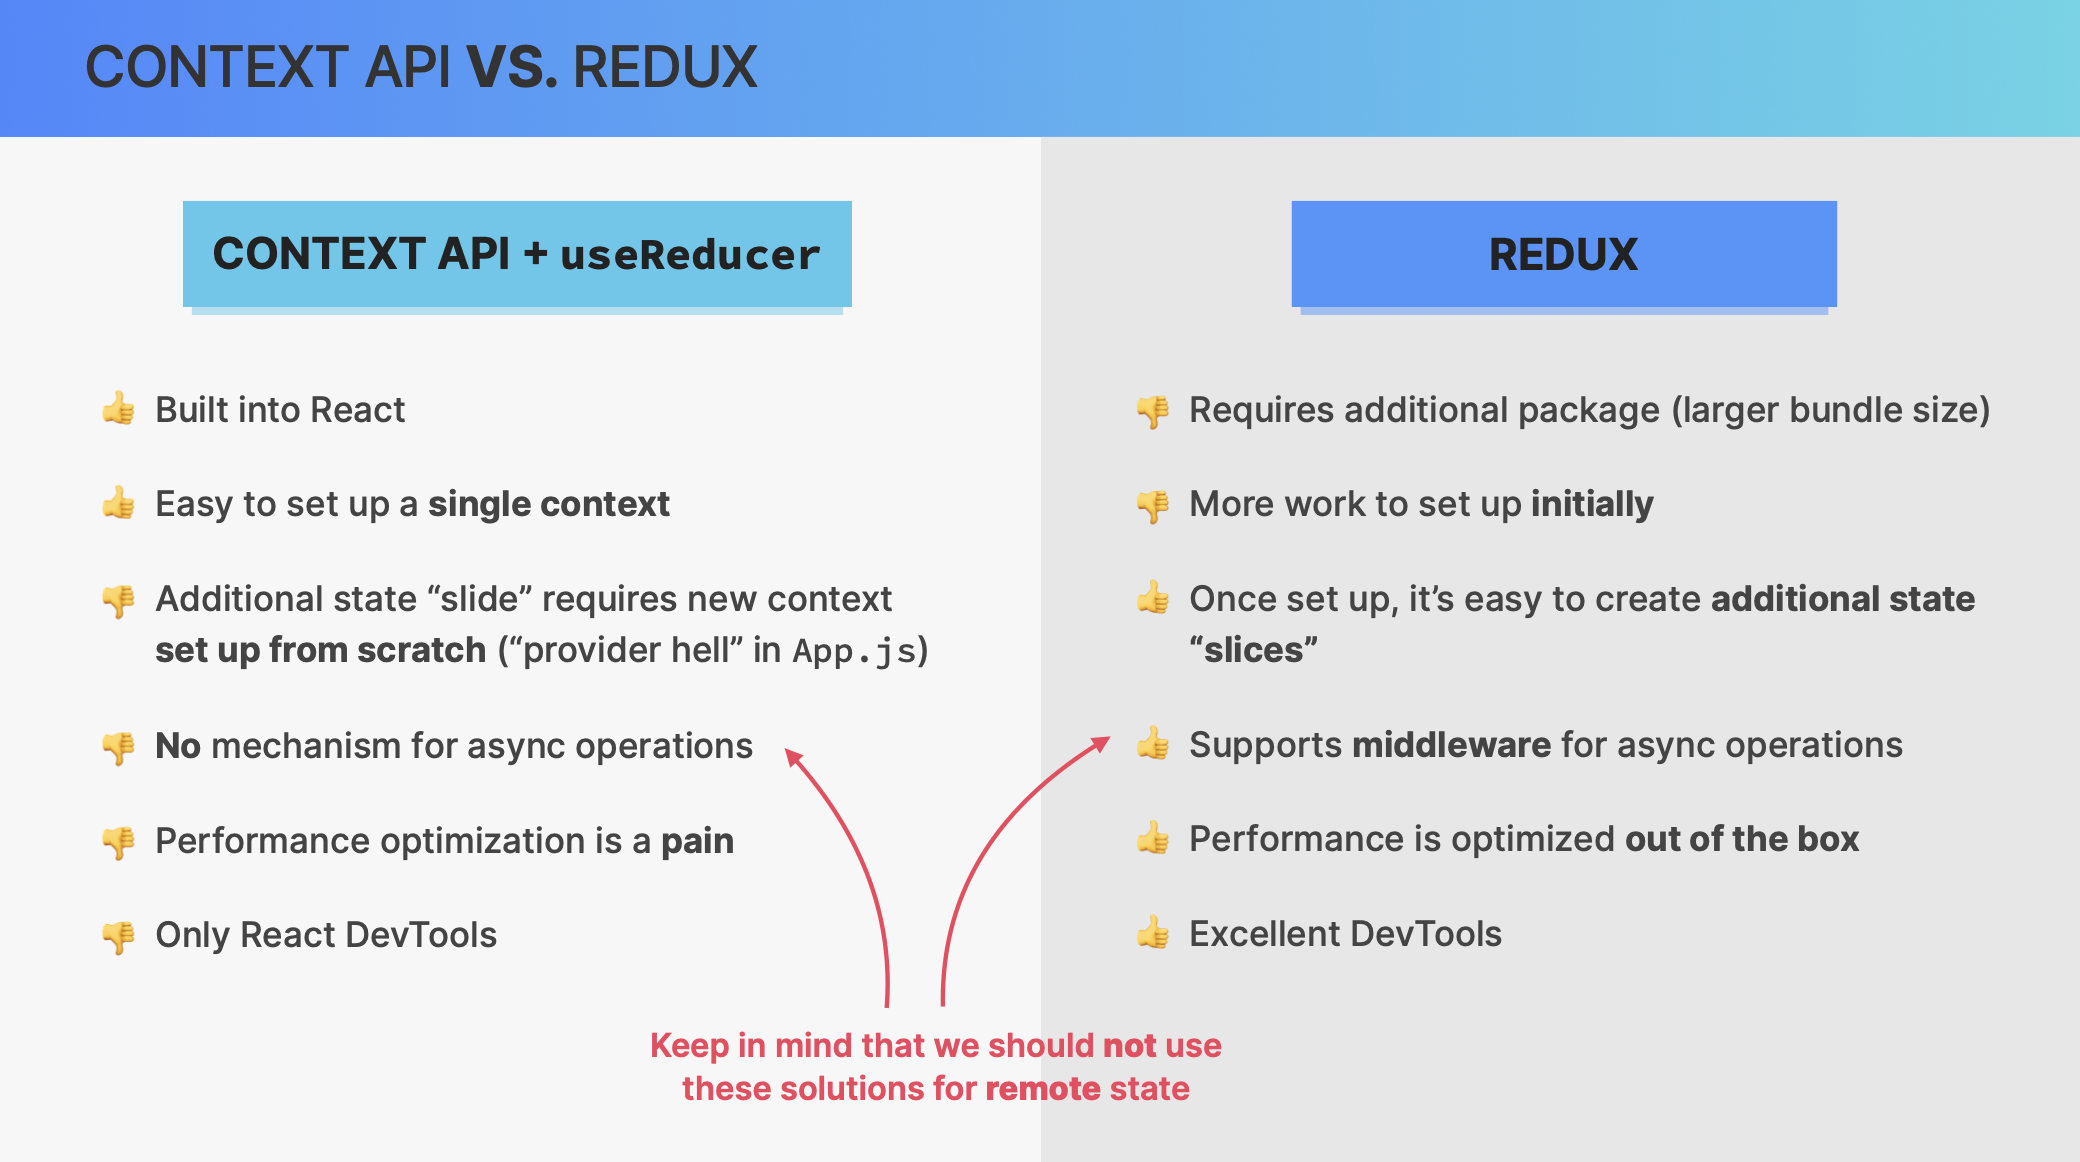 CONTEXT API VS. REDUX
CONTEXT API + useReducer
Built into React
Easy to set up a single context
Additional state “slide” requires new context
set up from scratch (“provider hell” in App.js)
No mechanism for async operations
Performance optimization is a pain
Only React DevTools
REDUX
Requires additional package (larger bundle size)
More work to set up initially
Once set up, it’s easy to create additional state
“slices”
Supports middleware for async operations
Performance is optimized out of the box
Excellent DevTools
Keep in mind that we should not use
these solutions for remote state